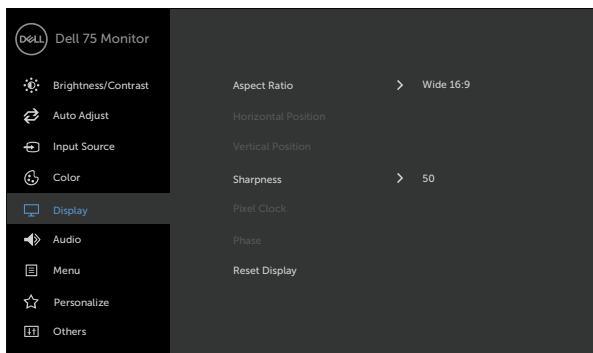 DELL Dell 75 Monitor
Brightness/Contrast
Auto Adjust
Input Source
Color
Display
Audio
Menu
Personalize
Others
Aspect Ratio > Wide 16:9
Horizontal Position
Vertical Position
Sharpness > 50
Pixel Clock
Phase
Reset Display